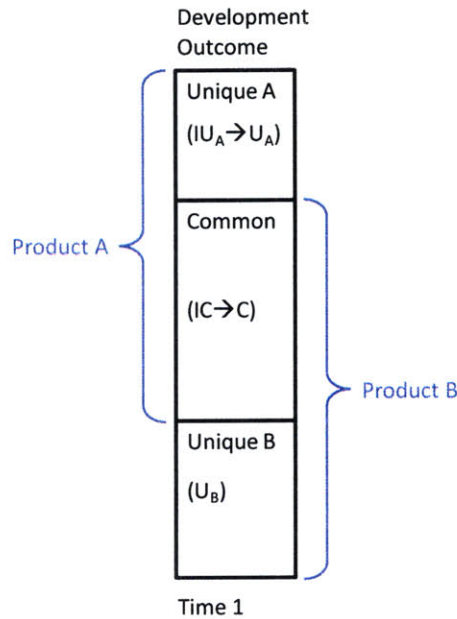 Development
Outcome
Unique A
(IU_A→U_A)
Product A
Common
(IC→C)
Product B
Unique B
(U_B)
Time 1